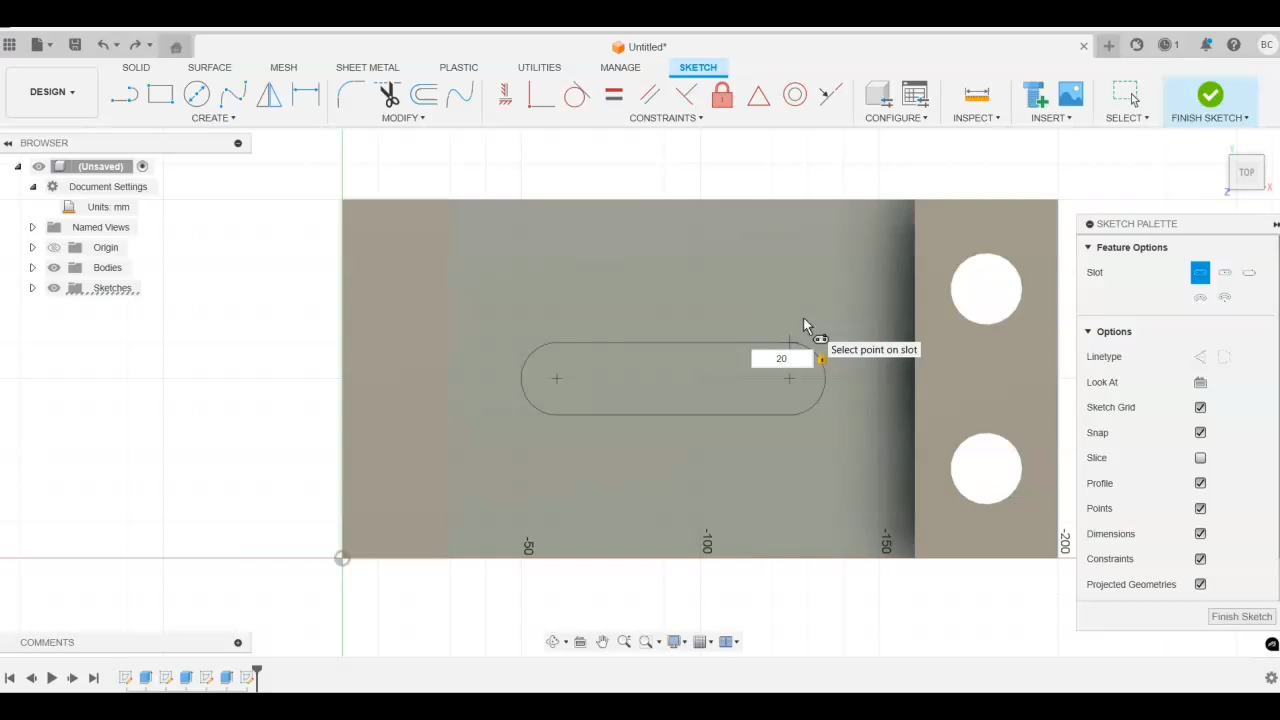 Untitled*
1
BC
DESIGN
SOLID
SURFACE
MESH
SHEET METAL
PLASTIC
UTILITIES
MANAGE
SKETCH
CREATE
MODIFY
CONSTRAINTS
CONFIGURE
INSPECT
INSERT
SELECT
FINISH SKETCH
BROWSER
(Unsaved)
Document Settings
Units: mm
Named Views
Origin
Bodies
Sketches
Y
TOP
X
Z
SKETCH PALETTE
Feature Options
Slot
Options
Linetype
Look At
Sketch Grid
Snap
Slice
Profile
Points
Dimensions
Constraints
Projected Geometries
Finish Sketch
Select point on slot
20
-50
-100
-150
-200
COMMENTS